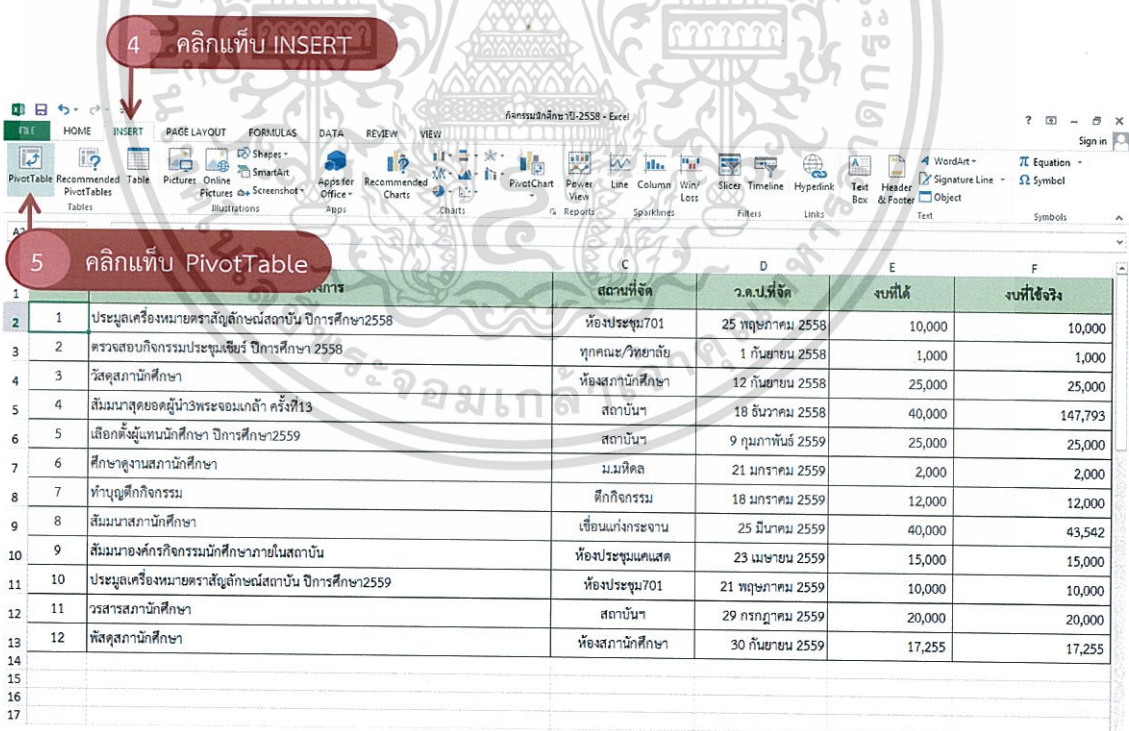 4 คลิกแท็บ INSERT
กิจกรรมนักศึกษาปี-2558 - Excel
Sign in
FILE HOME INSERT PAGE LAYOUT FORMULAS DATA REVIEW VIEW
PivotTable Recommended PivotTables Table
Pictures Online Pictures Shapes SmartArt Screenshot
Apps for Office
Recommended Charts
PivotChart Power View
Line Column Win/Loss
Slicer Timeline Hyperlink
Text Box Header & Footer WordArt Signature Line Object
π Equation Ω Symbol
Tables Illustrations Apps Charts Reports Sparklines Filters Links Text Symbols
5 คลิกแท็บ PivotTable
C D E F
1 สถานที่จัด ว.ด.ป.ที่จัด งบที่ได้ งบที่ใช้จริง
2 1 ประมูลเครื่องหมายตราสัญลักษณ์สถาบัน ปีการศึกษา2558 ห้องประชุม701 25 พฤษภาคม 2558 10,000 10,000
3 2 ตรวจสอบกิจกรรมประชุมเชียร์ ปีการศึกษา 2558 ทุกคณะ/วิทยาลัย 1 กันยายน 2558 1,000 1,000
4 3 วัสดุสภานักศึกษา ห้องสภานักศึกษา 12 กันยายน 2558 25,000 25,000
5 4 สัมมนาสุดยอดผู้นำ3พระจอมเกล้า ครั้งที่13 สถาบันฯ 18 ธันวาคม 2558 40,000 147,793
6 5 เลือกตั้งผู้แทนนักศึกษา ปีการศึกษา2559 สถาบันฯ 9 กุมภาพันธ์ 2559 25,000 25,000
7 6 ศึกษาดูงานสภานักศึกษา ม.มหิดล 21 มกราคม 2559 2,000 2,000
8 7 ทำบุญตึกกิจกรรม ตึกกิจกรรม 18 มกราคม 2559 12,000 12,000
9 8 สัมมนาสภานักศึกษา เขื่อนแก่งกระจาน 25 มีนาคม 2559 40,000 43,542
10 9 สัมมนาองค์กรกิจกรรมนักศึกษาภายในสถาบัน ห้องประชุมแคแสด 23 เมษายน 2559 15,000 15,000
11 10 ประมูลเครื่องหมายตราสัญลักษณ์สถาบัน ปีการศึกษา2559 ห้องประชุม701 21 พฤษภาคม 2559 10,000 10,000
12 11 วรสารสภานักศึกษา สถาบันฯ 29 กรกฎาคม 2559 20,000 20,000
13 12 พัสดุสภานักศึกษา ห้องสภานักศึกษา 30 กันยายน 2559 17,255 17,255
14
15
16
17